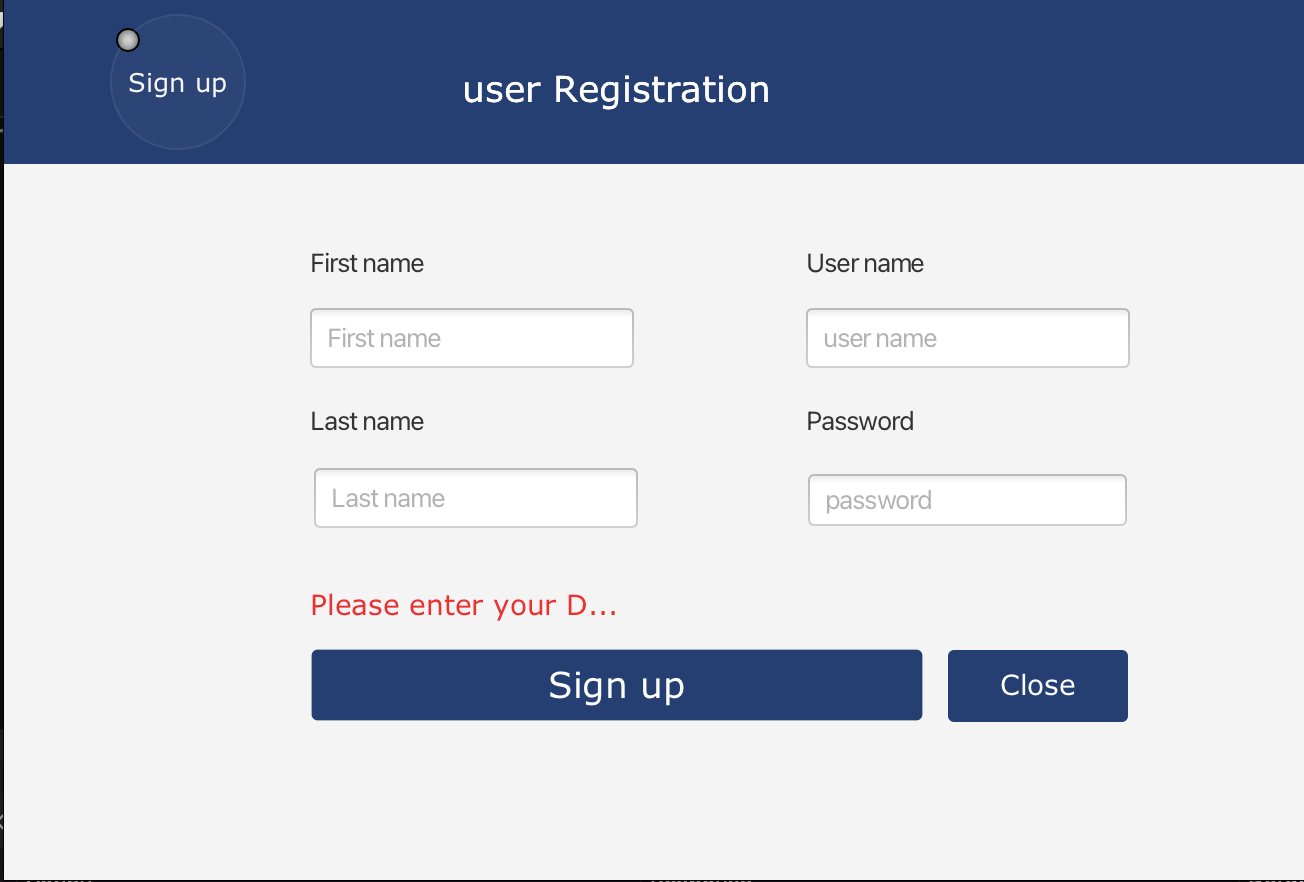 Sign up
user Registration
First name
User name
First name
user name
Last name
Password
Last name
password
Please enter your D...
Sign up
Close